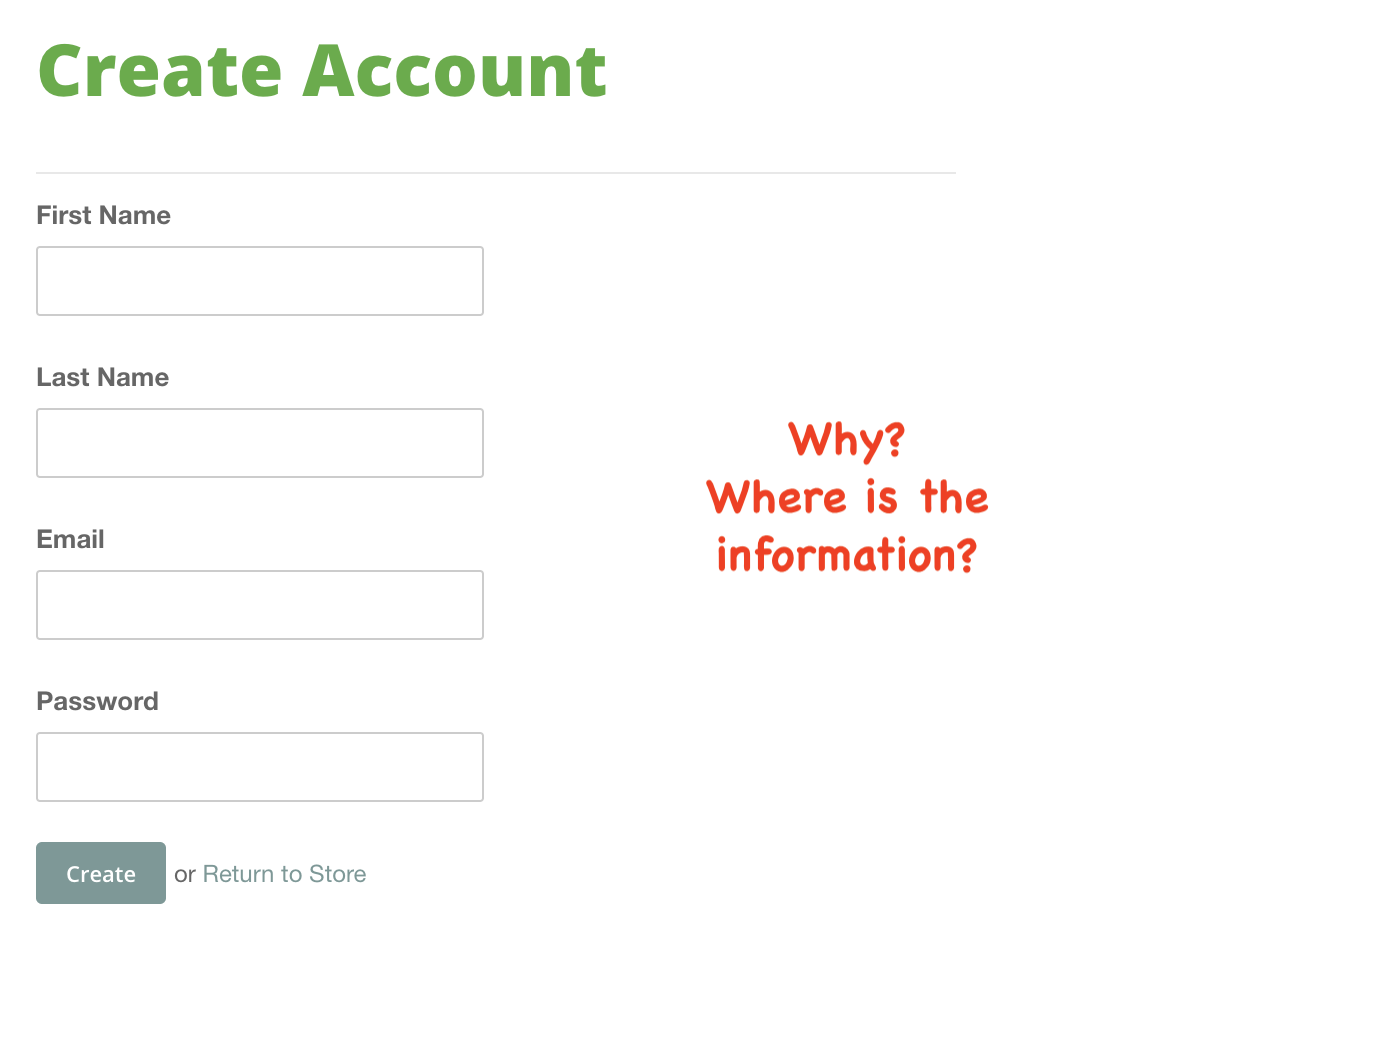 Create Account
First Name
Last Name
Why?
Where is the
information?
Email
Password
Create or Return to Store